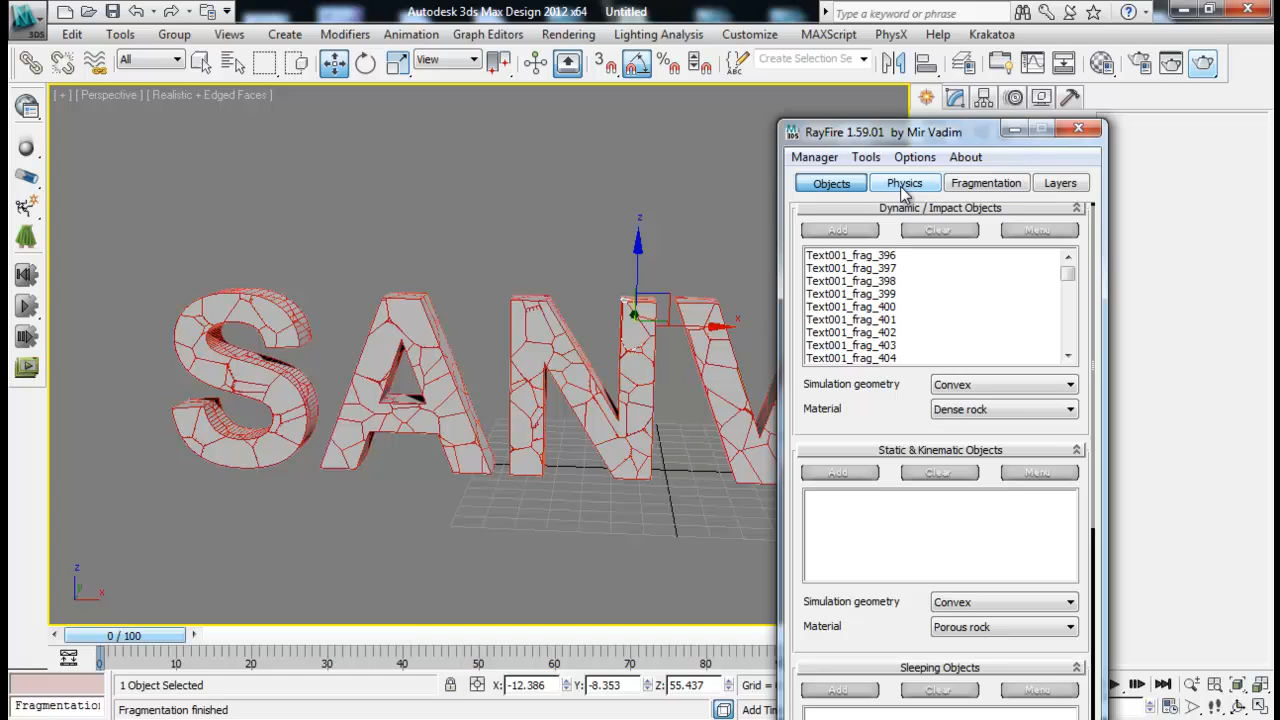 Autodesk 3ds Max Design 2012 x64 Untitled
Type a keyword or phrase
3DS
Edit Tools Group Views Create Modifiers Animation Graph Editors Rendering Lighting Analysis Customize MAXScript PhysX Help Krakatoa
All View 3 Create Selection Se
[ + ] [ Perspective ] [ Realistic + Edged Faces ]
RayFire 1.59.01 by Mir Vadim
Manager Tools Options About
Objects Physics Fragmentation Layers
Dynamic / Impact Objects
Add Clear Menu
Text001_frag_396
Text001_frag_397
Text001_frag_398
Text001_frag_399
Text001_frag_400
Text001_frag_401
Text001_frag_402
Text001_frag_403
Text001_frag_404
Simulation geometry Convex
Material Dense rock
Static & Kinematic Objects
Add Clear Menu
Simulation geometry Convex
Material Porous rock
Sleeping Objects
Add Clear Menu
z
x
SAN
z
y
x
0 / 100
0 10 20 30 40 50 60 70 80
1 Object Selected X: -12.386 Y: -8.353 Z: 55.437 Grid =
Fragmentation Fragmentation finished Add Tim